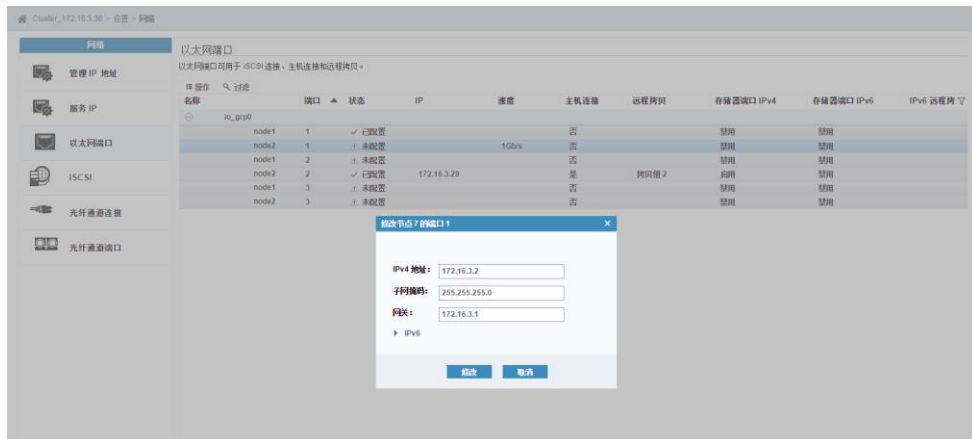 Cluster_172.16.3.38 > 设置 > 网络
网络
管理 IP 地址
服务 IP
以太网端口
iSCSI
光纤通道连接
光纤通道端口
以太网端口
以太网端口可用于 iSCSI 连接、主机连接和远程拷贝。
操作 过滤
名称 端口 状态 IP 速度 主机连接 远程拷贝 存储器端口 IPv4 存储器端口 IPv6 IPv6 远程拷
io_grp0
node1 1 ✓ 已配置 否 禁用 禁用
node2 1 未配置 1Gb/s 否 禁用 禁用
node1 2 未配置 否 禁用 禁用
node2 2 ✓ 已配置 172.16.3.29 是 拷贝组 2 启用 禁用
node1 3 未配置 否 禁用 禁用
node2 3 未配置 否 禁用 禁用
修改节点 7 的端口 1 ×
IPv4 地址： 172.16.3.2
子网掩码： 255.255.255.0
网关： 172.16.3.1
IPv6
修改 取消